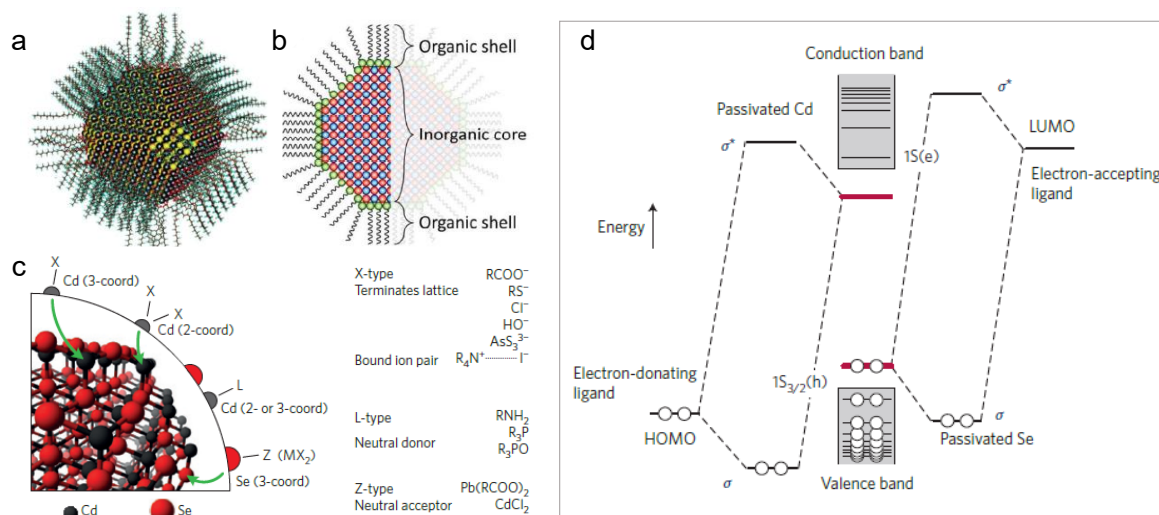 a
b
Organic shell
Inorganic core
Organic shell
c
X
Cd (3-coord)
X
X
Cd (2-coord)
L
Cd (2- or 3-coord)
Z (MX₂)
Se (3-coord)
Cd
Se
X-type RCOO⁻
Terminates lattice RS⁻
Cl⁻
HO⁻
AsS₃³⁻
Bound ion pair R₄N⁺ I⁻
L-type RNH₂
Neutral donor R₃P
R₃PO
Z-type Pb(RCOO)₂
Neutral acceptor CdCl₂
d
Conduction band
σ*
Passivated Cd
LUMO
σ*
1S(e)
Electron-accepting
ligand
Energy
Electron-donating
ligand
1S₃/₂(h)
HOMO
σ
Passivated Se
σ
Valence band